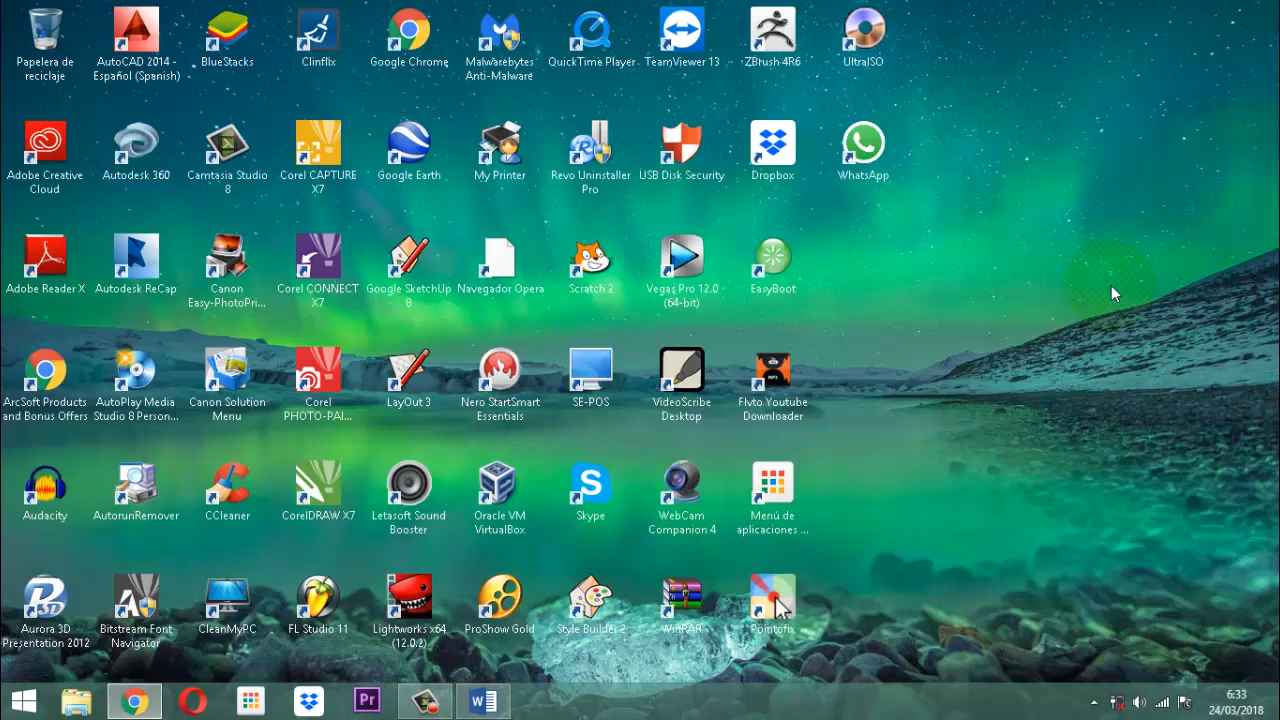 Papelera de
reciclaje
AutoCAD 2014 -
Español (Spanish)
BlueStacks
Clinflix
Google Chrome
Malwarebytes
Anti-Malware
QuickTime Player
TeamViewer 13
ZBrush 4R6
UltraISO
Adobe Creative
Cloud
Autodesk 360
Camtasia Studio
8
Corel CAPTURE
X7
Google Earth
My Printer
Revo Uninstaller
Pro
USB Disk Security
Dropbox
WhatsApp
Adobe Reader X
Autodesk ReCap
Canon
Easy-PhotoPri...
Corel CONNECT
X7
Google SketchUp
8
Navegador Opera
Scratch 2
Vegas Pro 12.0
(64-bit)
EasyBoot
ArcSoft Products
and Bonus Offers
AutoPlay Media
Studio 8 Person...
Canon Solution
Menu
Corel
PHOTO-PAI...
LayOut 3
Nero StartSmart
Essentials
SE-POS
VideoScribe
Desktop
Flvto Youtube
Downloader
Audacity
AutorunRemover
CCleaner
CorelDRAW X7
Letasoft Sound
Booster
Oracle VM
VirtualBox
Skype
WebCam
Companion 4
Menú de
aplicaciones ...
Aurora 3D
Presentation 2012
Bitstream Font
Navigator
CleanMyPC
FL Studio 11
Lightworks x64
(12.0.2)
ProShow Gold
Style Builder 2
WinRAR
Pointofix
Pr
6:33
24/03/2018